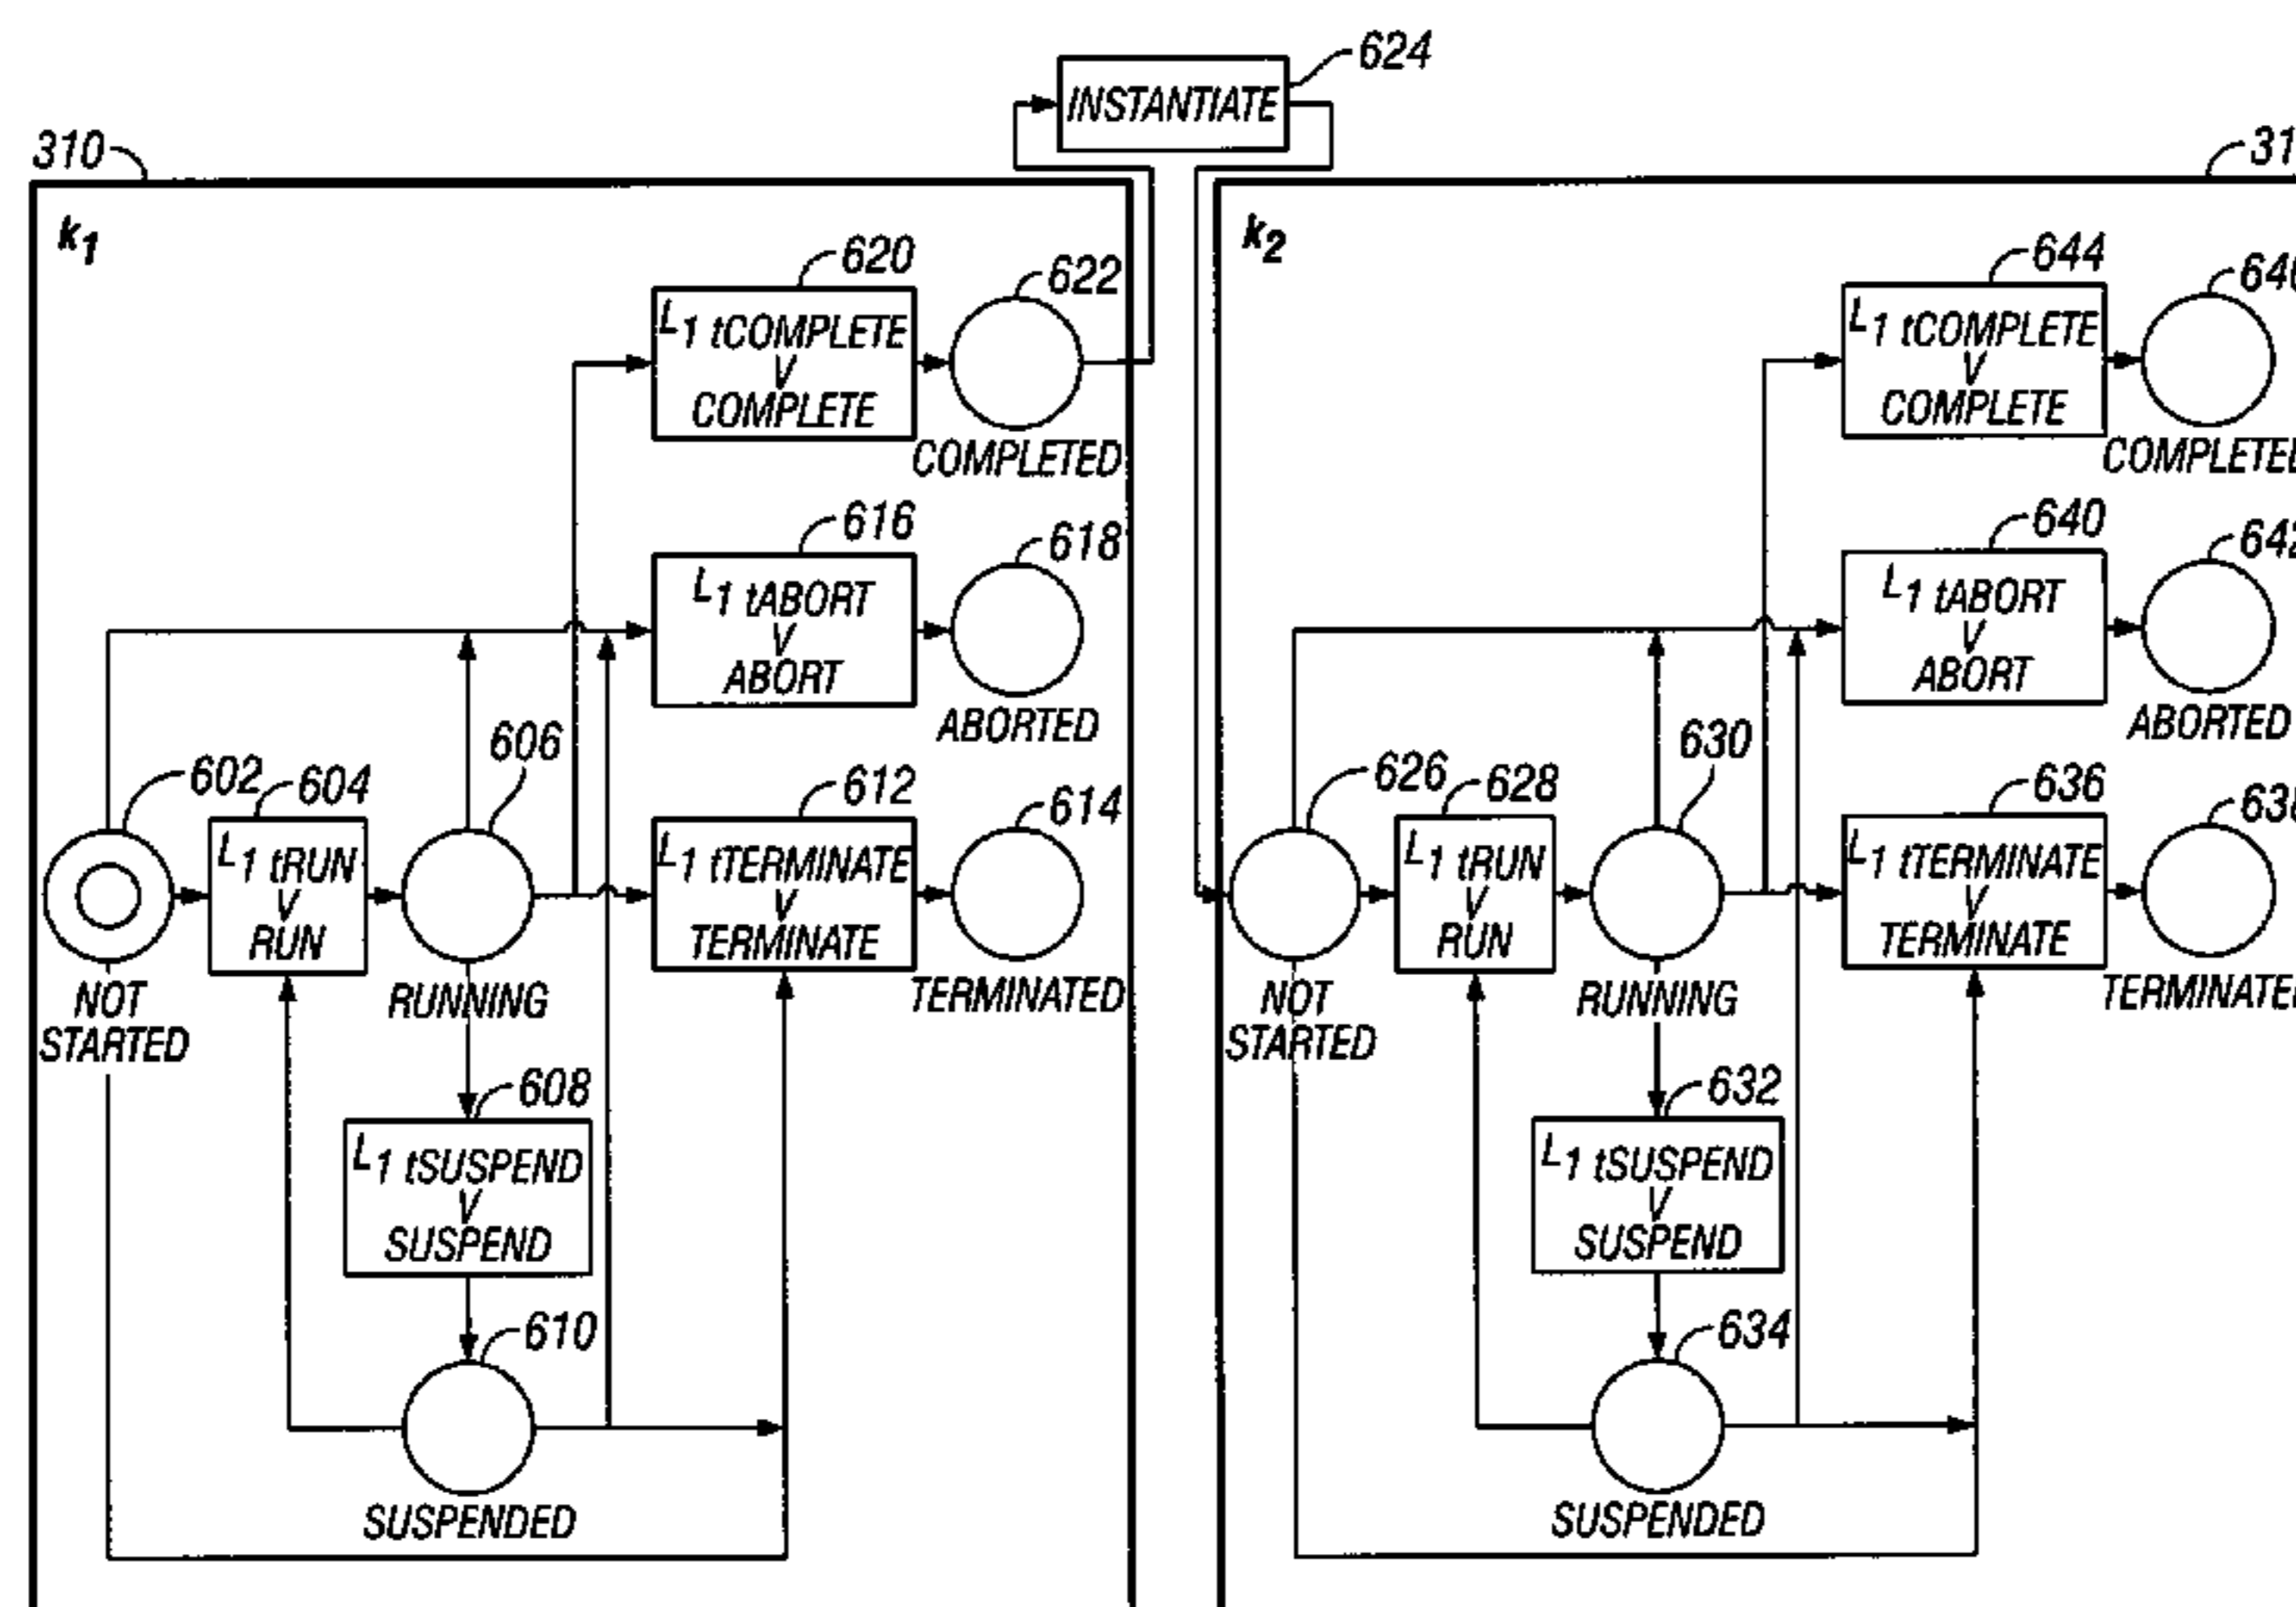 624
INSTANTIATE
310
k1
620
L1 tCOMPLETE
V
COMPLETE
622
COMPLETED
616
L1 tABORT
V
ABORT
618
ABORTED
602
NOT
STARTED
604
L1 tRUN
V
RUN
606
RUNNING
612
L1 tTERMINATE
V
TERMINATE
614
TERMINATED
608
L1 tSUSPEND
V
SUSPEND
610
SUSPENDED
k2
644
L1 tCOMPLETE
V
COMPLETE
640
L1 tABORT
V
ABORT
ABORTED
626
NOT
STARTED
628
L1 tRUN
V
RUN
630
RUNNING
636
L1 tTERMINATE
V
TERMINATE
632
L1 tSUSPEND
V
SUSPEND
634
SUSPENDED